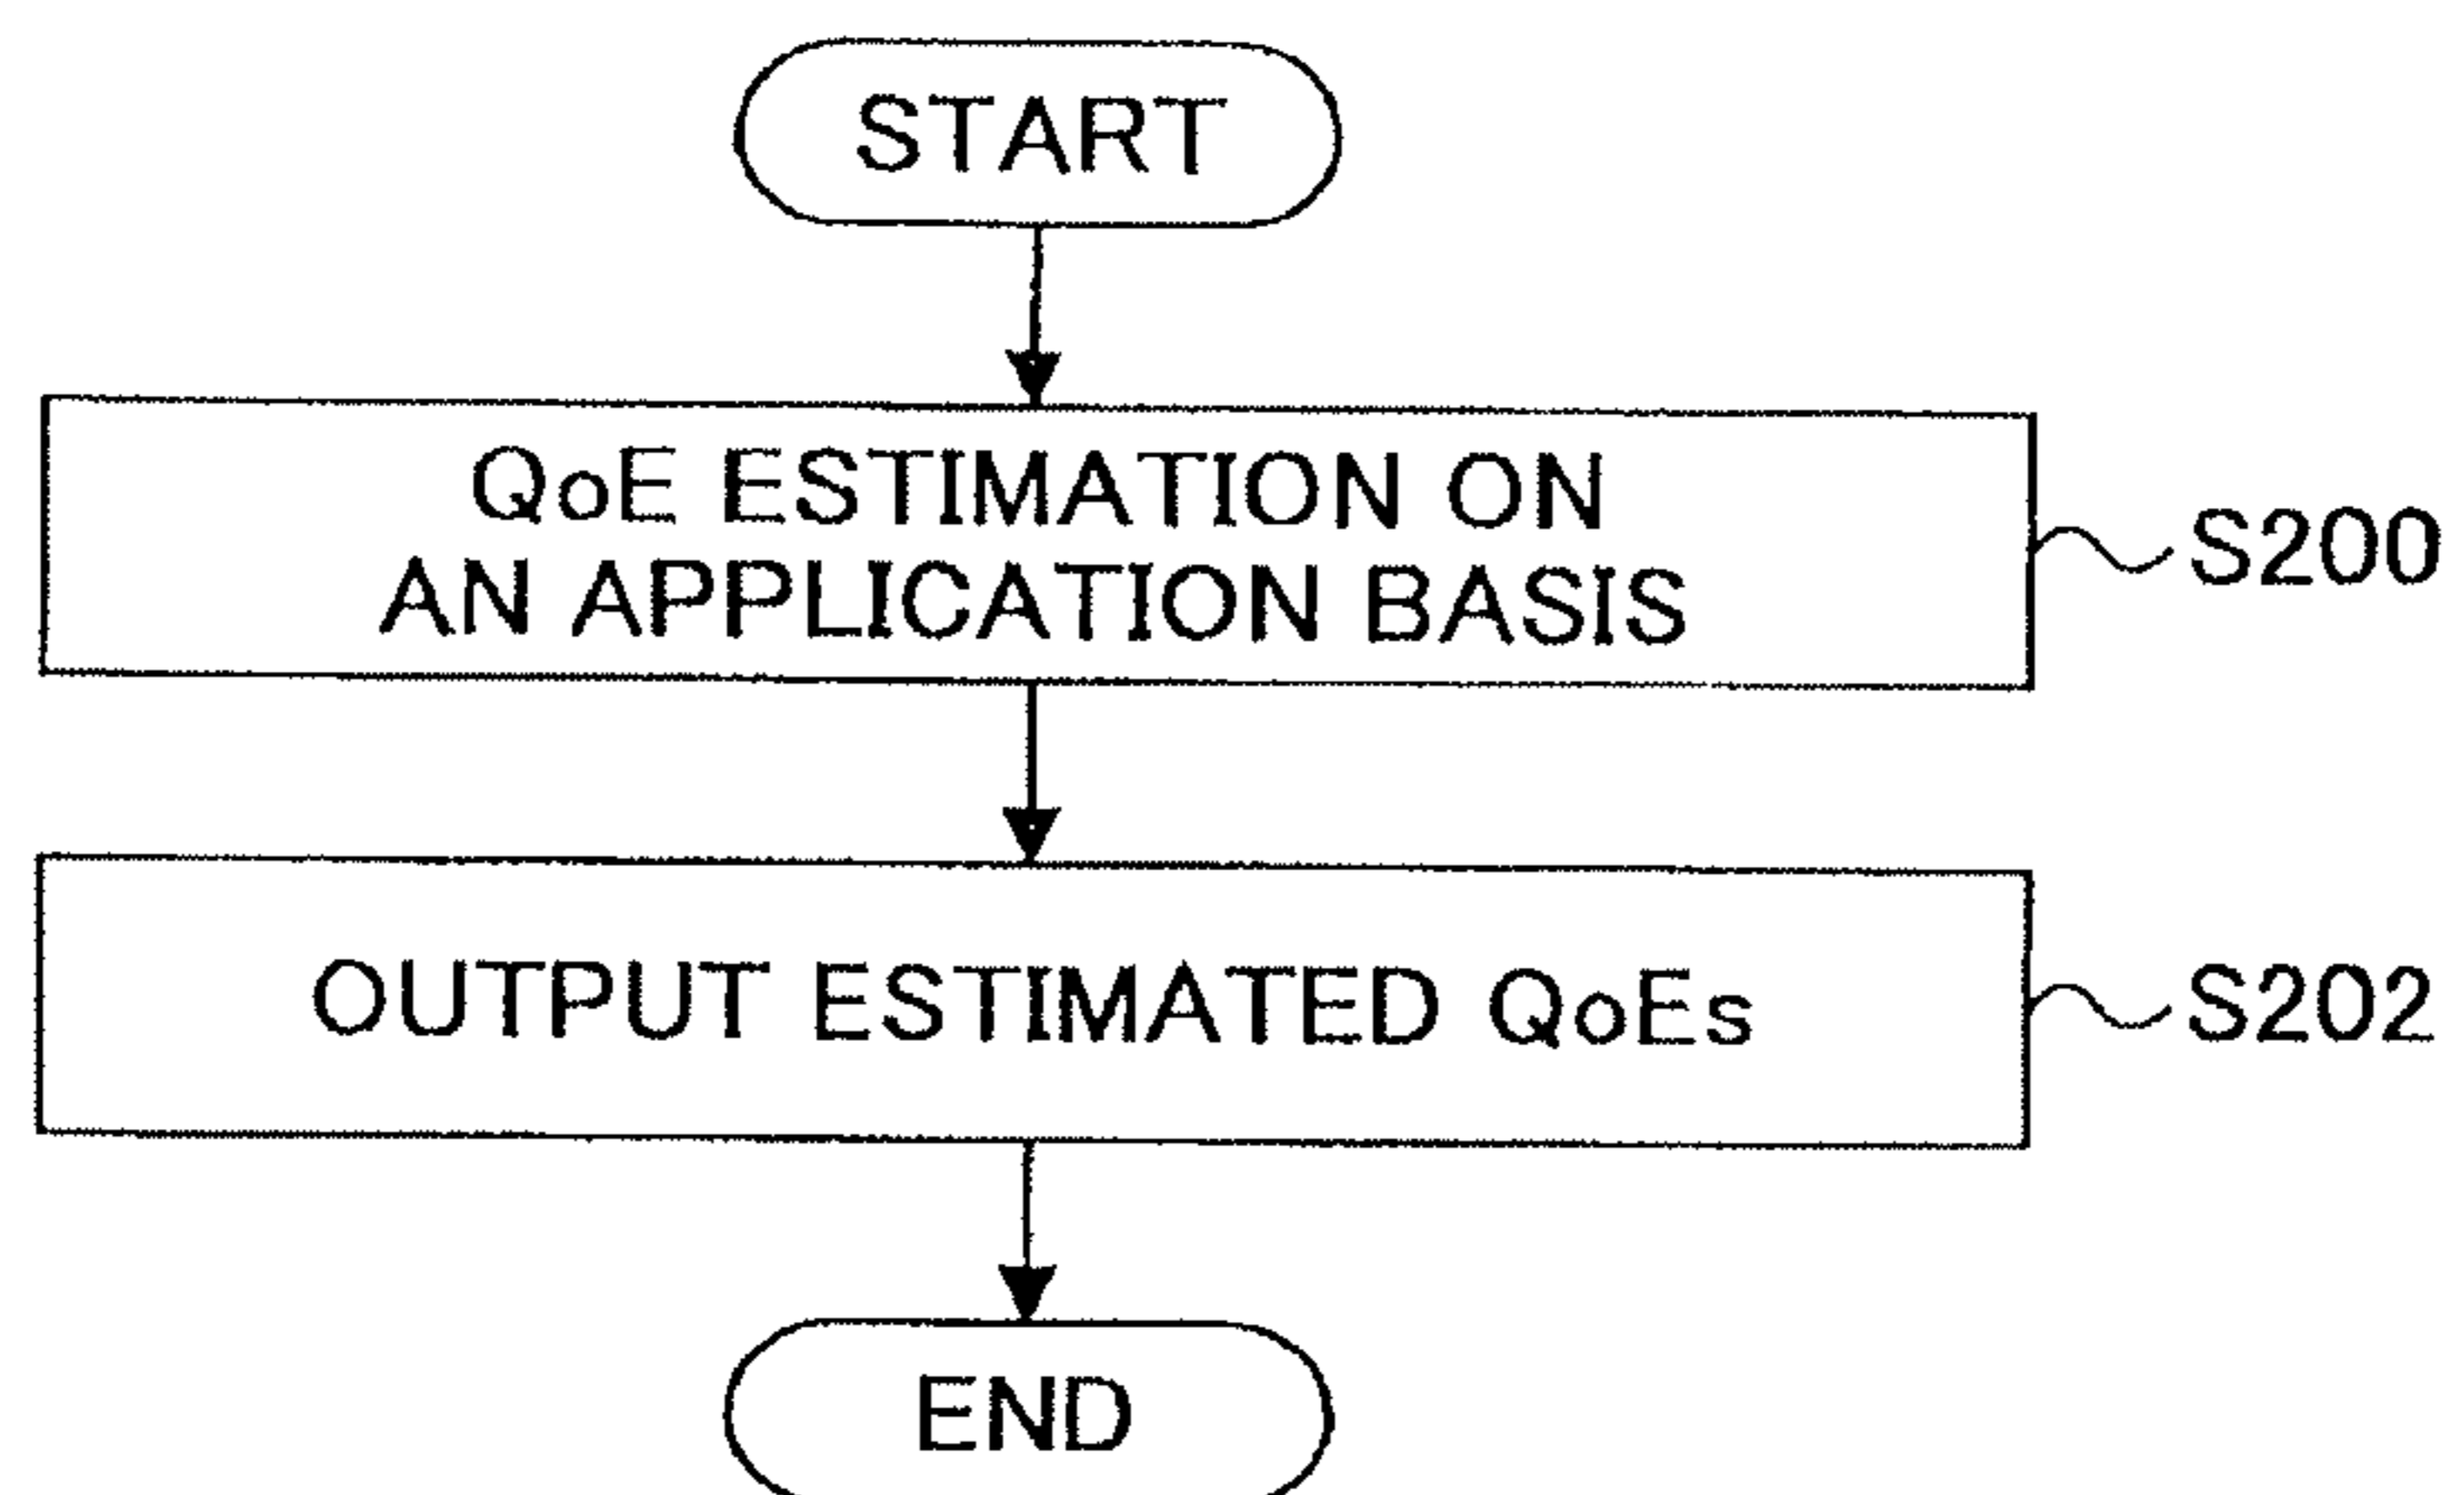 START
QoE ESTIMATION ON
AN APPLICATION BASIS
S200
OUTPUT ESTIMATED QoEs
S202
END